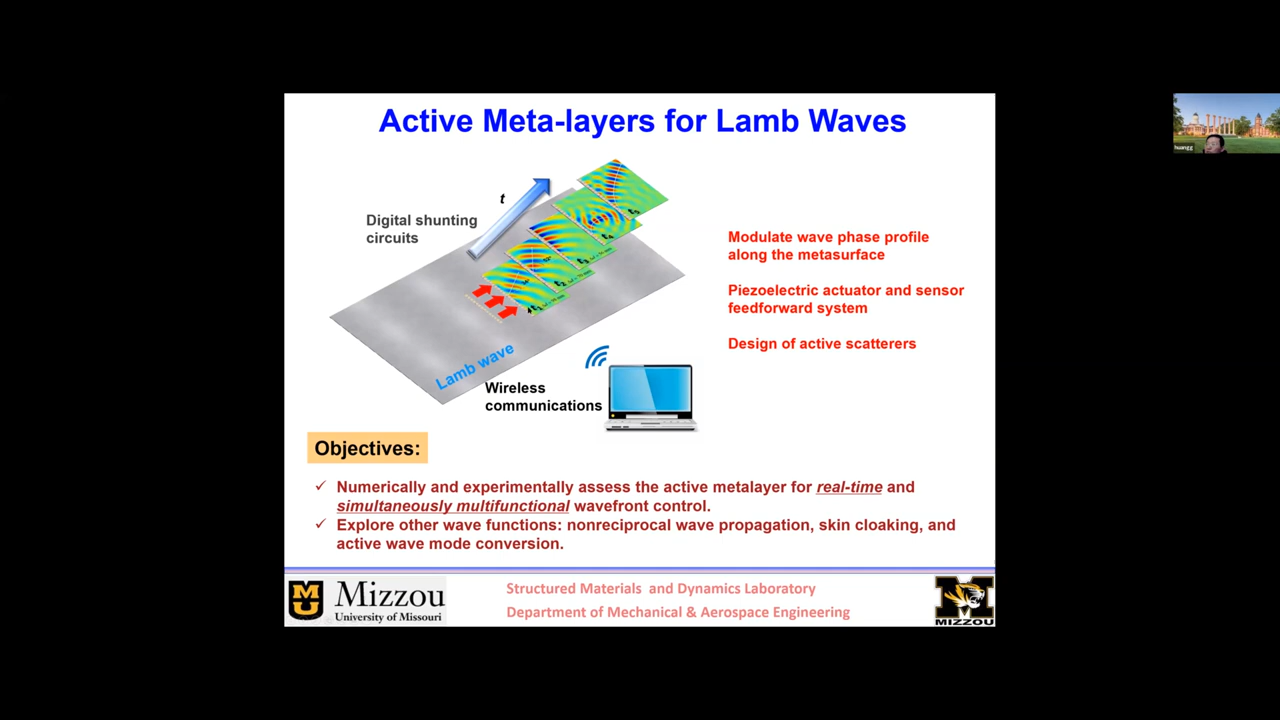 Active Meta-layers for Lamb Waves
t
Digital shunting
circuits
Lamb wave
Wireless
communications
Modulate wave phase profile
along the metasurface
Piezoelectric actuator and sensor
feedforward system
Design of active scatterers
Objectives:
✓ Numerically and experimentally assess the active metalayer for real-time and
simultaneously multifunctional wavefront control.
✓ Explore other wave functions: nonreciprocal wave propagation, skin cloaking, and
active wave mode conversion.
Mizzou
University of Missouri
Structured Materials and Dynamics Laboratory
Department of Mechanical & Aerospace Engineering
MIZZOU
huangg